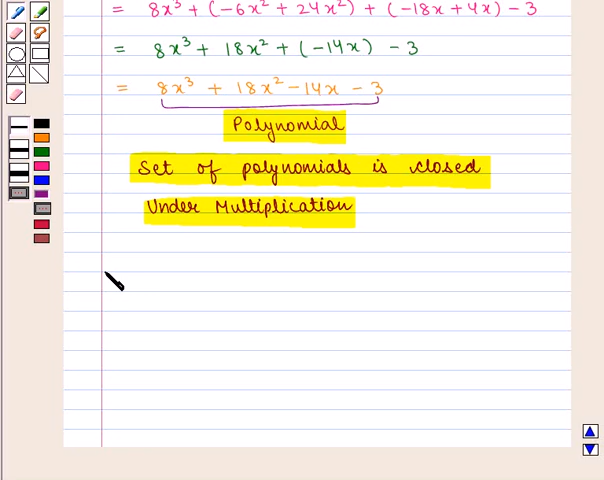 = 8x³ + (-6x² + 24x²) + (-18x + 4x) - 3
= 8x³ + 18x² + (-14x) - 3
= 8x³ + 18x² - 14x - 3
Polynomial
Set of polynomials is closed
Under Multiplication